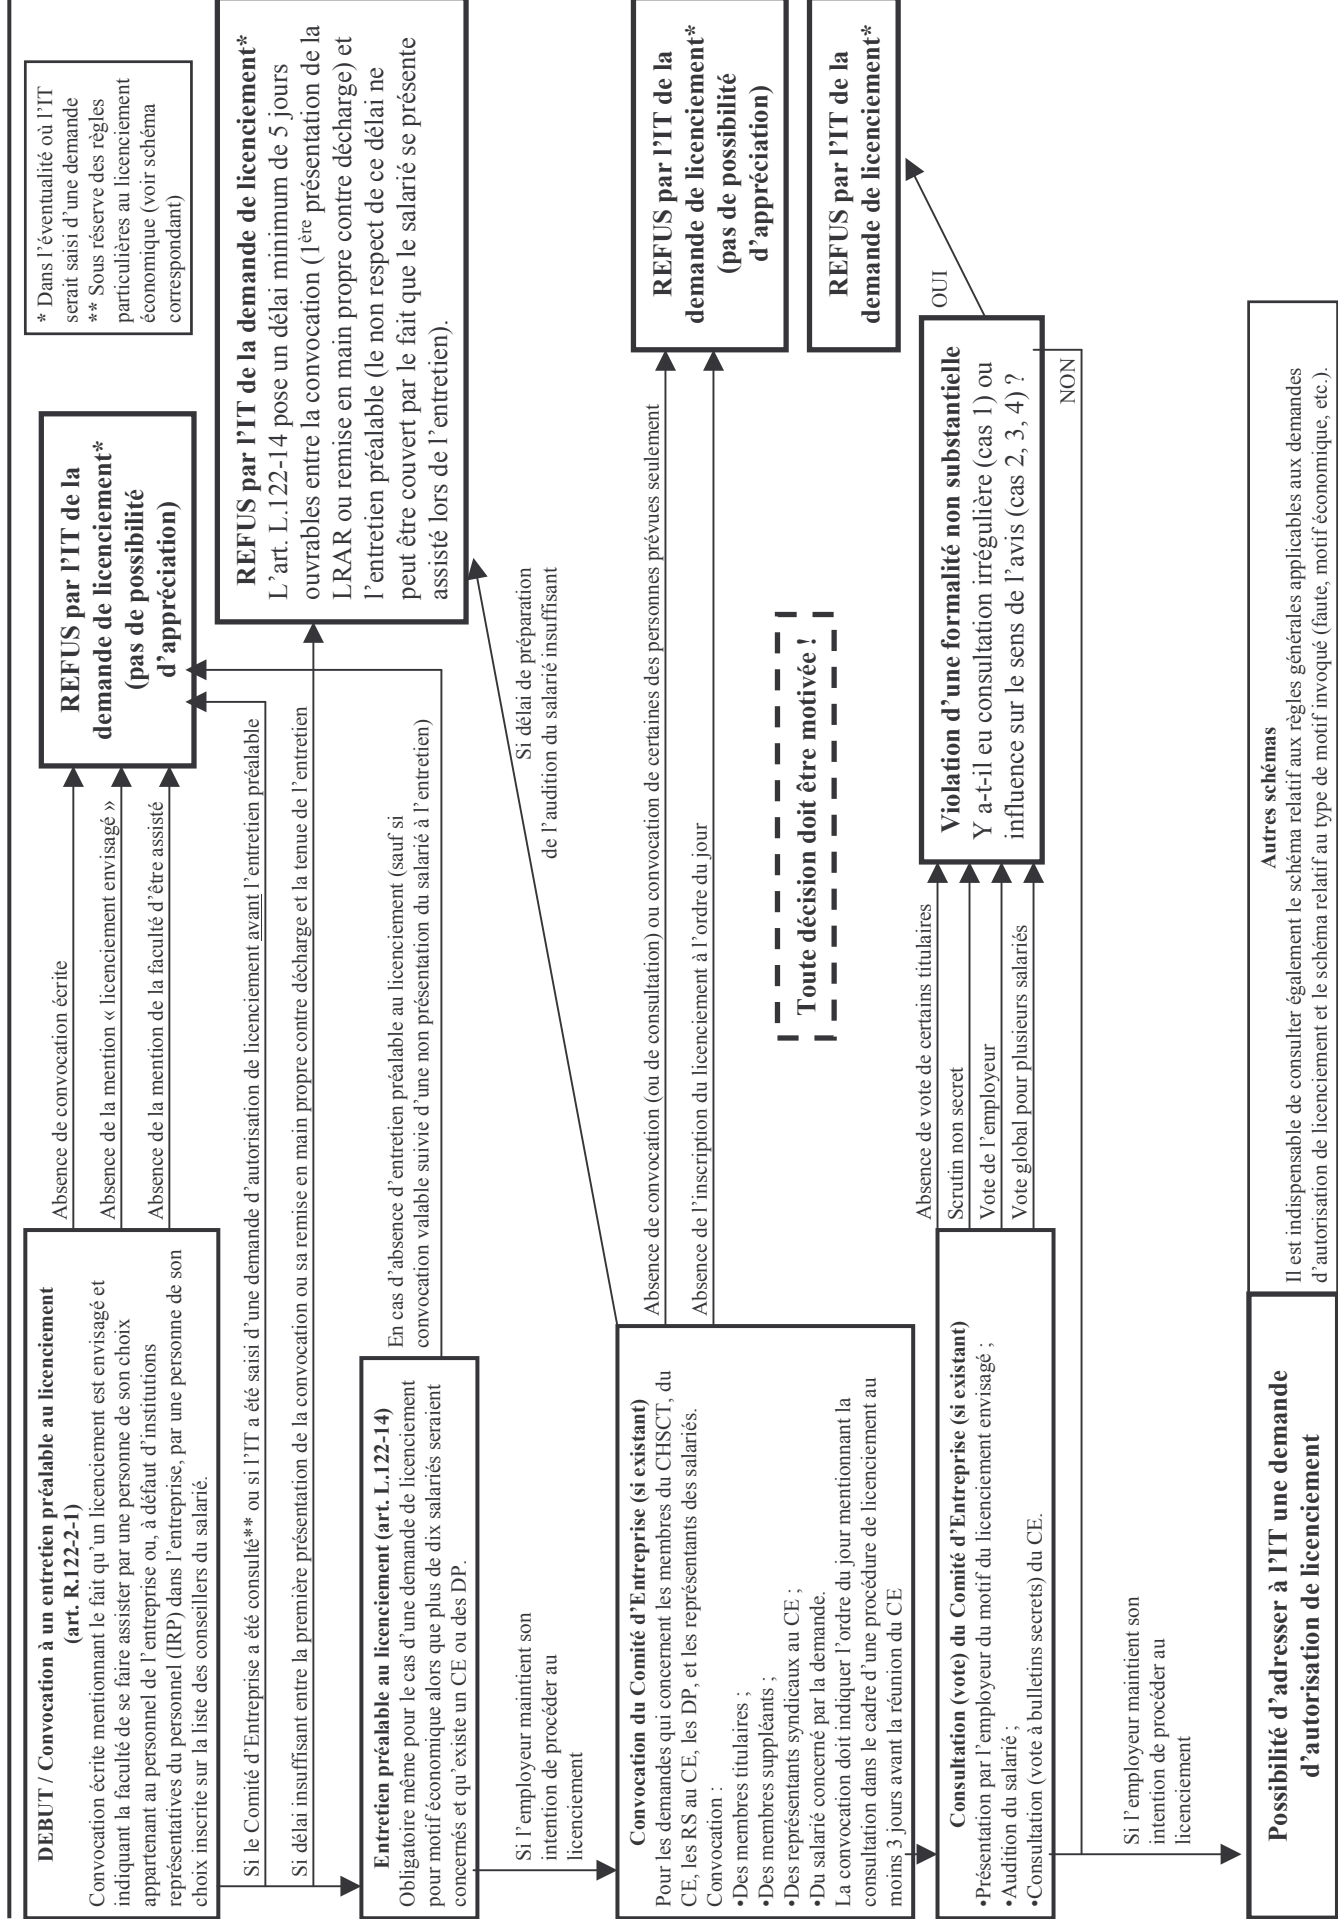 DEBUT / Convocation à un entretien préalable au licenciement
(art. R.122-2-1)
Convocation écrite mentionnant le fait qu'un licenciement est envisagé et
indiquant la faculté de se faire assister par une personne de son choix
appartenant au personnel de l'entreprise ou, à défaut d'institutions
représentatives du personnel (IRP) dans l'entreprise, par une personne de son
choix inscrite sur la liste des conseillers du salarié.
Absence de convocation écrite
Absence de la mention « licenciement envisagé »
Absence de la mention de la faculté d'être assisté
REFUS par l'IT de la
demande de licenciement*
(pas de possibilité
d'appréciation)
* Dans l'éventualité où l'IT
serait saisi d'une demande
** Sous réserve des règles
particulières au licenciement
économique (voir schéma
correspondant)
Si le Comité d'Entreprise a été consulté** ou si l'IT a été saisi d'une demande d'autorisation de licenciement avant l'entretien préalable
Si délai insuffisant entre la première présentation de la convocation ou sa remise en main propre contre décharge et la tenue de l'entretien
REFUS par l'IT de la demande de licenciement*
L'art. L.122-14 pose un délai minimum de 5 jours
ouvrables entre la convocation (1ère présentation de la
LRAR ou remise en main propre contre décharge) et
l'entretien préalable (le non respect de ce délai ne
peut être couvert par le fait que le salarié se présente
assisté lors de l'entretien).
Entretien préalable au licenciement (art. L.122-14)
Obligatoire même pour le cas d'une demande de licenciement
pour motif économique alors que plus de dix salariés seraient
concernés et qu'existe un CE ou des DP.
En cas d'absence d'entretien préalable au licenciement (sauf si
convocation valable suivie d'une non présentation du salarié à l'entretien)
Si l'employeur maintient son
intention de procéder au
licenciement
Si délai de préparation
de l'audition du salarié insuffisant
Convocation du Comité d'Entreprise (si existant)
Pour les demandes qui concernent les membres du CHSCT, du
CE, les RS au CE, les DP, et les représentants des salariés.
Convocation :
•Des membres titulaires ;
•Des membres suppléants ;
•Des représentants syndicaux au CE ;
•Du salarié concerné par la demande.
La convocation doit indiquer l'ordre du jour mentionnant la
consultation dans le cadre d'une procédure de licenciement au
moins 3 jours avant la réunion du CE
Absence de convocation (ou de consultation) ou convocation de certaines des personnes prévues seulement
Absence de l'inscription du licenciement à l'ordre du jour
REFUS par l'IT de la
demande de licenciement*
(pas de possibilité
d'appréciation)
Toute décision doit être motivée !
Consultation (vote) du Comité d'Entreprise (si existant)
•Présentation par l'employeur du motif du licenciement envisagé ;
•Audition du salarié ;
•Consultation (vote à bulletins secrets) du CE.
Absence de vote de certains titulaires
Scrutin non secret
Vote de l'employeur
Vote global pour plusieurs salariés
Violation d'une formalité non substantielle
Y a-t-il eu consultation irrégulière (cas 1) ou
influence sur le sens de l'avis (cas 2, 3, 4) ?
OUI
REFUS par l'IT de la
demande de licenciement*
NON
Si l'employeur maintient son
intention de procéder au
licenciement
Possibilité d'adresser à l'IT une demande
d'autorisation de licenciement
Autres schémas
Il est indispensable de consulter également le schéma relatif aux règles générales applicables aux demandes
d'autorisation de licenciement et le schéma relatif au type de motif invoqué (faute, motif économique, etc.).